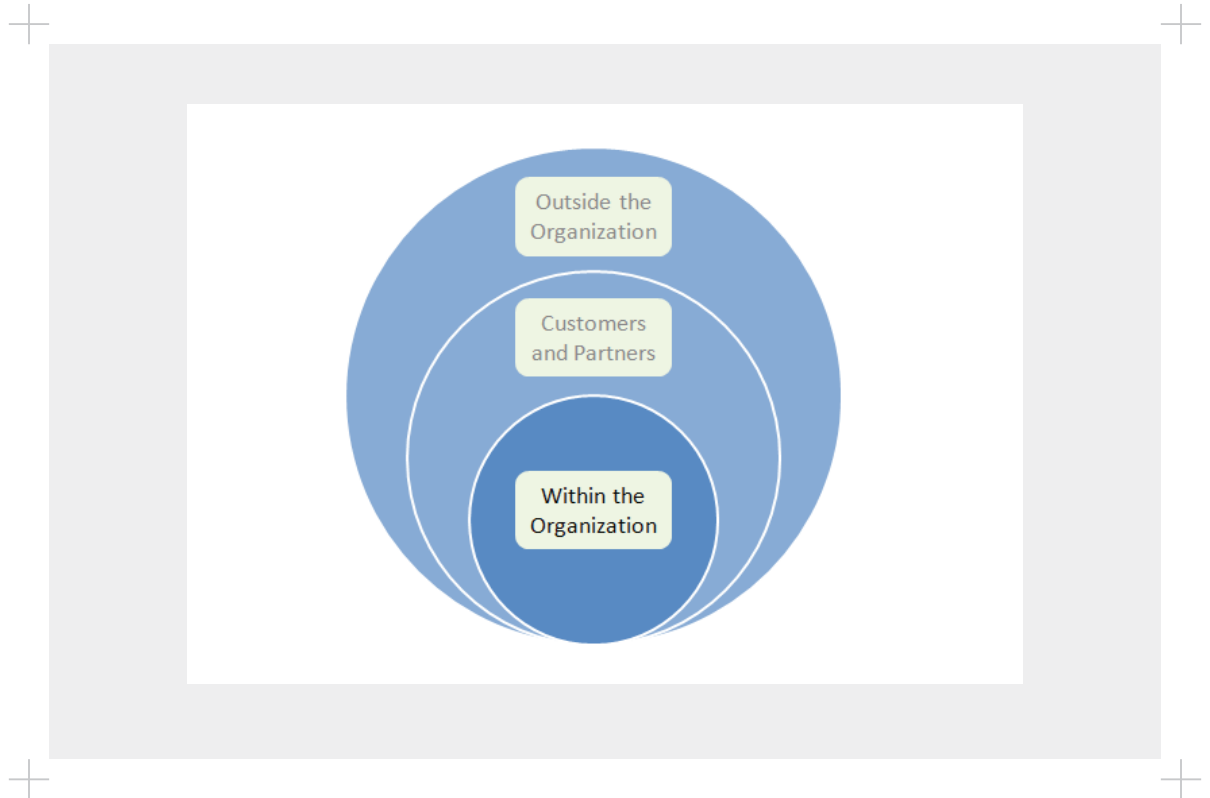 Outside the
Organization
Customers
and Partners
Within the
Organization